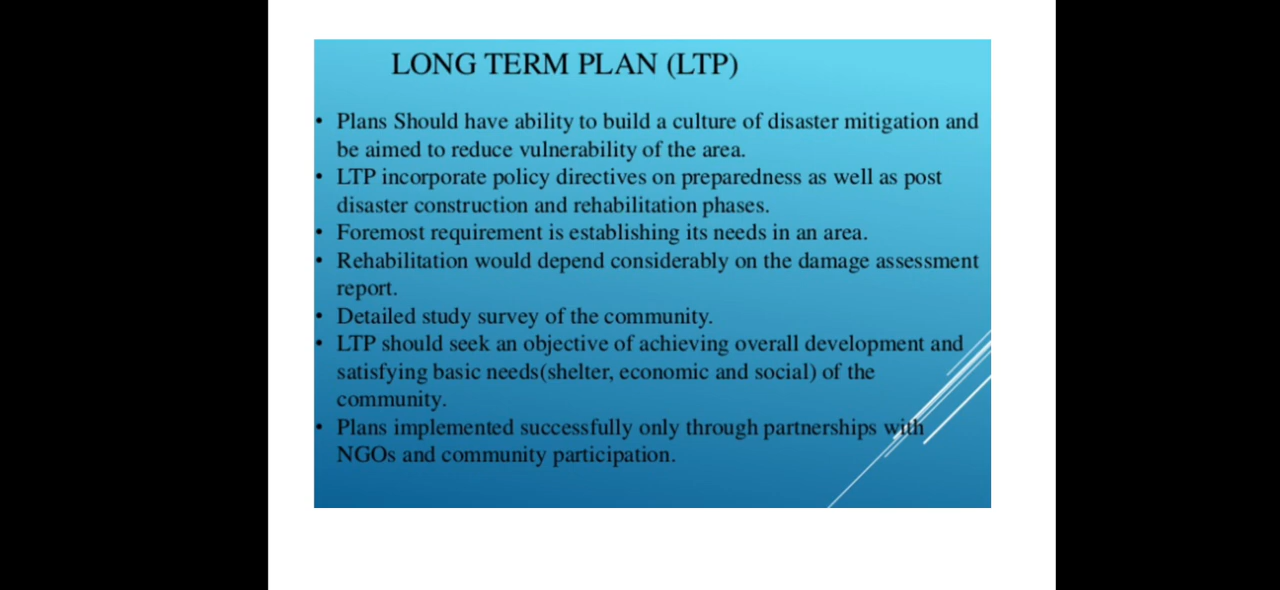 LONG TERM PLAN (LTP)
• Plans Should have ability to build a culture of disaster mitigation and
be aimed to reduce vulnerability of the area.
• LTP incorporate policy directives on preparedness as well as post
disaster construction and rehabilitation phases.
• Foremost requirement is establishing its needs in an area.
• Rehabilitation would depend considerably on the damage assessment
report.
• Detailed study survey of the community.
• LTP should seek an objective of achieving overall development and
satisfying basic needs(shelter, economic and social) of the
community.
• Plans implemented successfully only through partnerships with
NGOs and community participation.